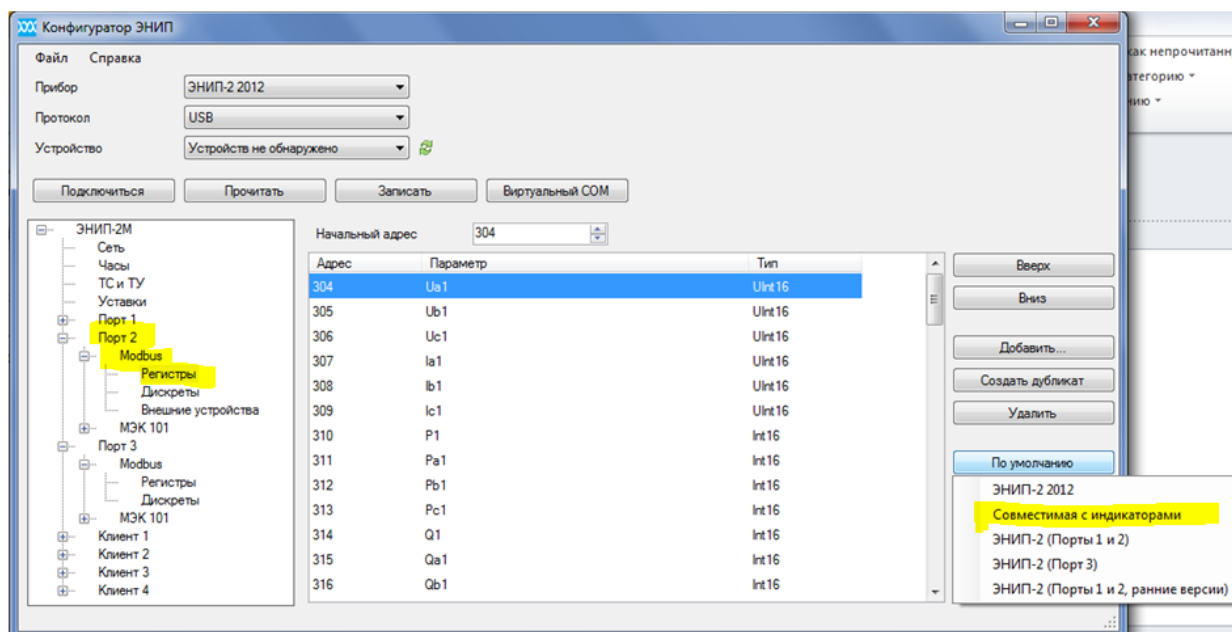 Конфигуратор ЭНИП
Файл Справка
как непрочитанн
Прибор ЭНИП-2 2012
атегорию
Протокол USB
нию
Устройство Устройств не обнаружено
Подключиться Прочитать Записать Виртуальный COM
ЭНИП-2М
Сеть
Часы
ТС и ТУ
Уставки
Порт 1
Порт 2
Modbus
Регистры
Дискреты
Внешние устройства
МЭК 101
Порт 3
Modbus
Регистры
Дискреты
МЭК 101
Клиент 1
Клиент 2
Клиент 3
Клиент 4
Начальный адрес 304
Адрес Параметр Тип
304 Ua1 UInt16
305 Ub1 UInt16
306 Uc1 UInt16
307 Ia1 UInt16
308 Ib1 UInt16
309 Ic1 UInt16
310 P1 Int16
311 Pa1 Int16
312 Pb1 Int16
313 Pc1 Int16
314 Q1 Int16
315 Qa1 Int16
316 Qb1 Int16
Вверх
Вниз
Добавить...
Создать дубликат
Удалить
По умолчанию
ЭНИП-2 2012
Совместимая с индикаторами
ЭНИП-2 (Порты 1 и 2)
ЭНИП-2 (Порт 3)
ЭНИП-2 (Порты 1 и 2, ранние версии)